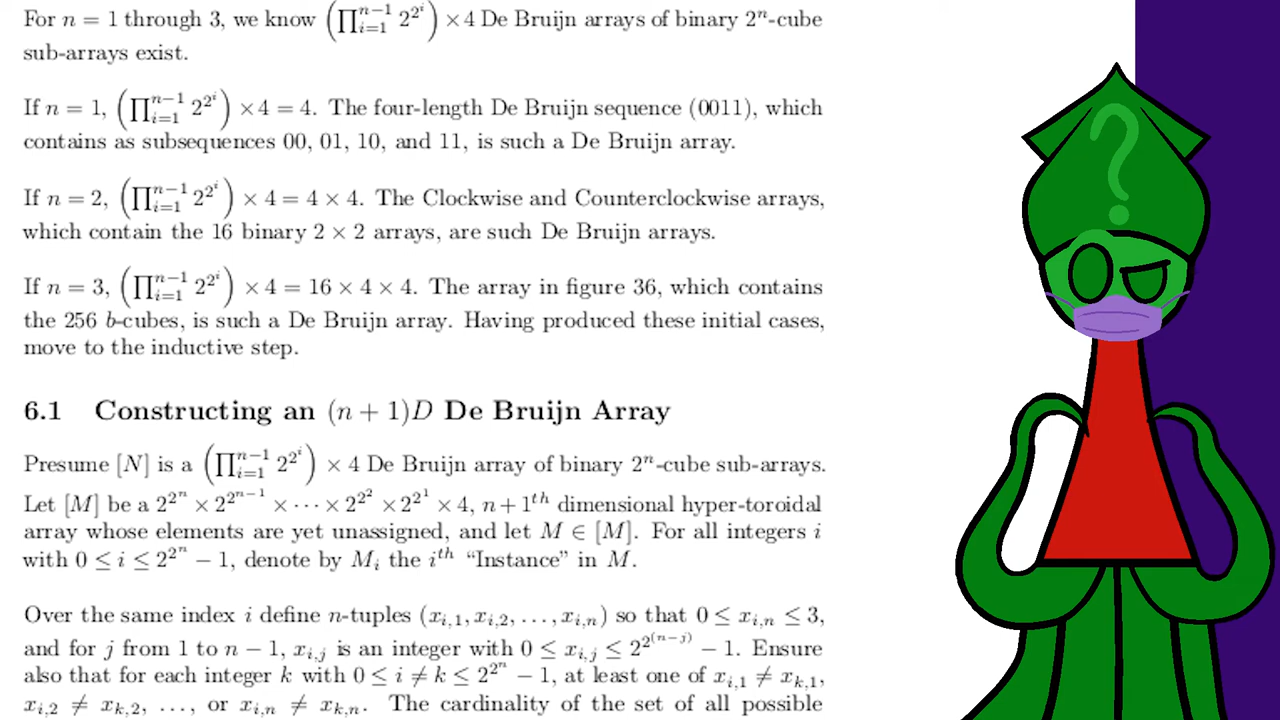 For n = 1 through 3, we know (∏_{i=1}^{n−1} 2^{2^i}) × 4 De Bruijn arrays of binary 2^n-cube
sub-arrays exist.
If n = 1, (∏_{i=1}^{n−1} 2^{2^i}) × 4 = 4. The four-length De Bruijn sequence (0011), which
contains as subsequences 00, 01, 10, and 11, is such a De Bruijn array.
If n = 2, (∏_{i=1}^{n−1} 2^{2^i}) × 4 = 4 × 4. The Clockwise and Counterclockwise arrays,
which contain the 16 binary 2 × 2 arrays, are such De Bruijn arrays.
If n = 3, (∏_{i=1}^{n−1} 2^{2^i}) × 4 = 16 × 4 × 4. The array in figure 36, which contains
the 256 b-cubes, is such a De Bruijn array. Having produced these initial cases,
move to the inductive step.
6.1 Constructing an (n + 1)D De Bruijn Array
Presume [N] is a (∏_{i=1}^{n−1} 2^{2^i}) × 4 De Bruijn array of binary 2^n-cube sub-arrays.
Let [M] be a 2^{2^n} × 2^{2^{n−1}} × ⋯ × 2^{2^2} × 2^{2^1} × 4, n + 1^{th} dimensional hyper-toroidal
array whose elements are yet unassigned, and let M ∈ [M]. For all integers i
with 0 ≤ i ≤ 2^{2^n} − 1, denote by M_i the i^{th} “Instance” in M.
Over the same index i define n-tuples (x_{i,1}, x_{i,2}, …, x_{i,n}) so that 0 ≤ x_{i,n} ≤ 3,
and for j from 1 to n − 1, x_{i,j} is an integer with 0 ≤ x_{i,j} ≤ 2^{2^{(n−j)}} − 1. Ensure
also that for each integer k with 0 ≤ i ≠ k ≤ 2^{2^n} − 1, at least one of x_{i,1} ≠ x_{k,1},
x_{i,2} ≠ x_{k,2}, …, or x_{i,n} ≠ x_{k,n}. The cardinality of the set of all possible
?